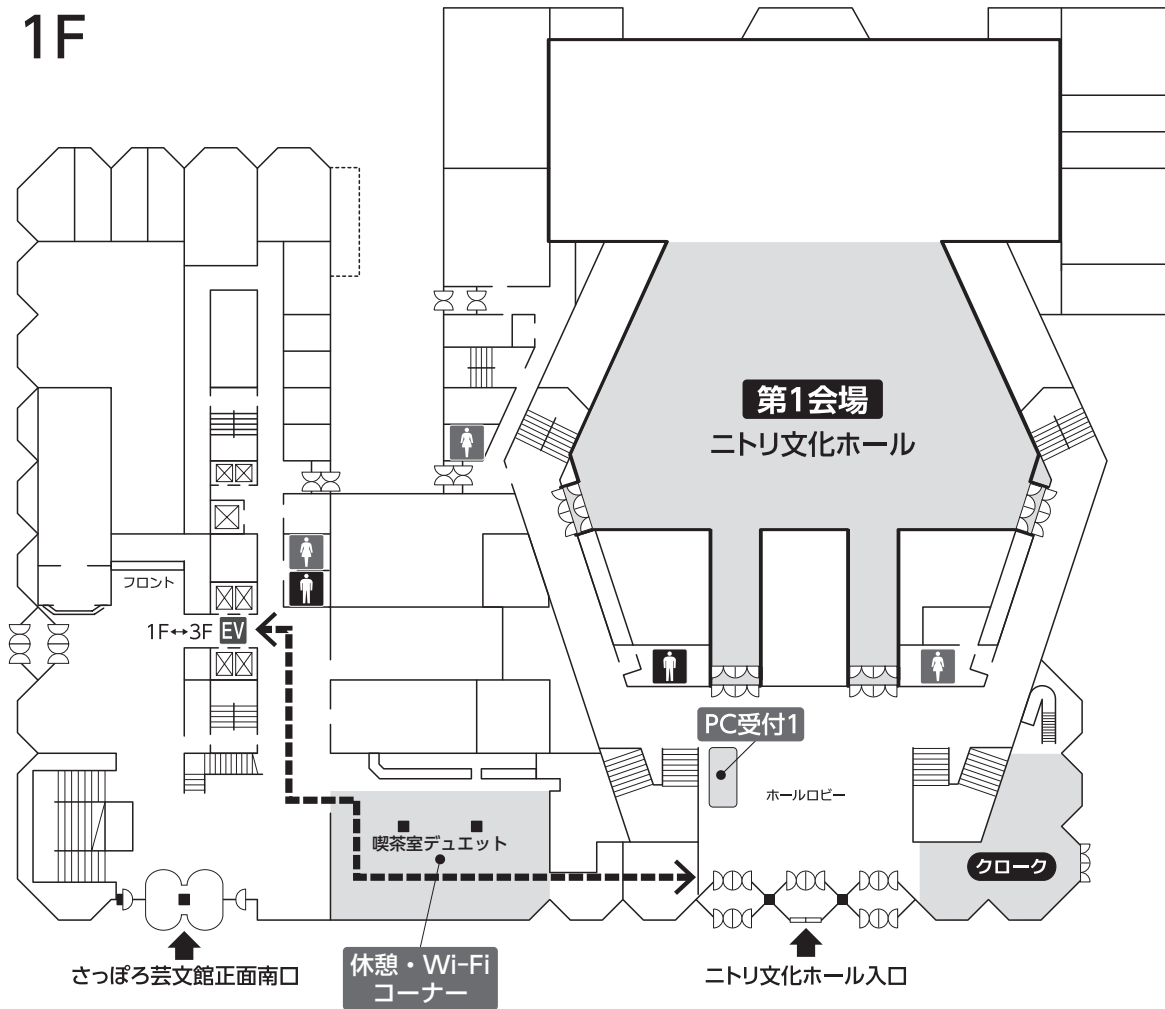 1F
第1会場
ニトリ文化ホール
フロント
1F↔3F EV
PC受付1
ホールロビー
喫茶室デュエット
クローク
さっぽろ芸文館正面南口
休憩・Wi-Fi
コーナー
ニトリ文化ホール入口